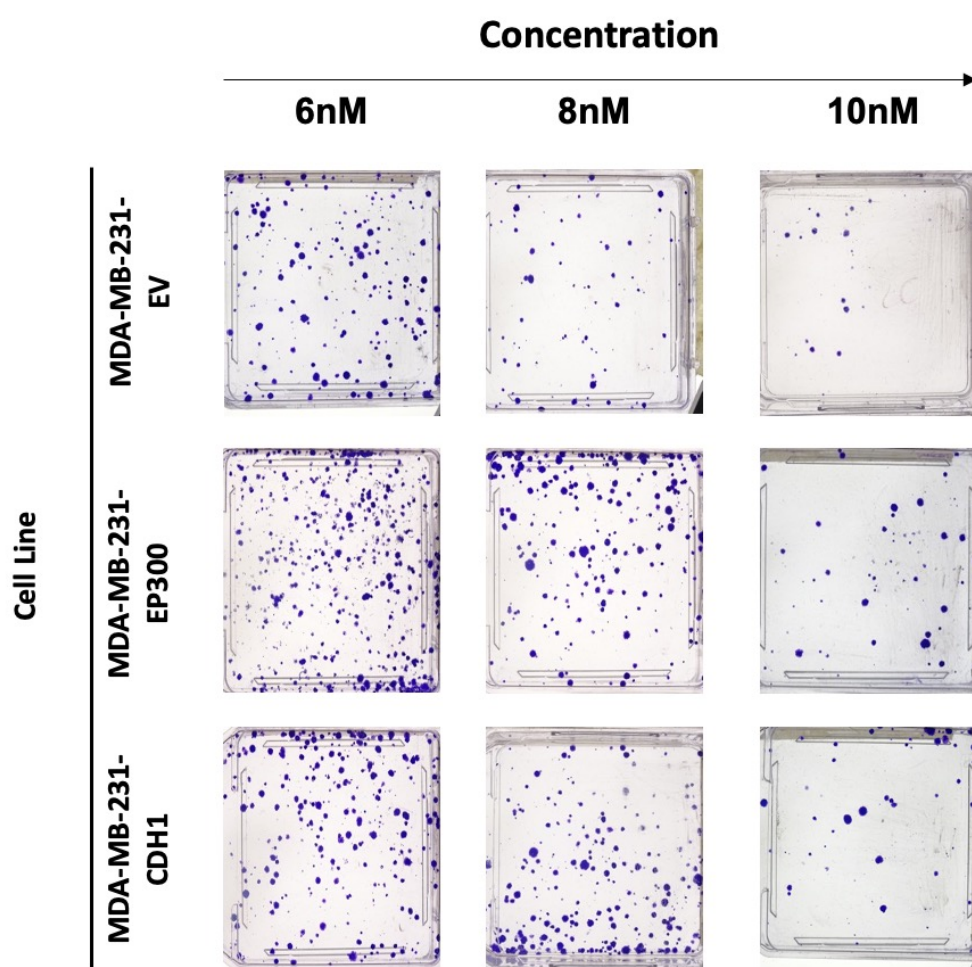 Concentration
6nM
8nM
10nM
Cell Line
MDA-MB-231-
EV
MDA-MB-231-
EP300
MDA-MB-231-
CDH1